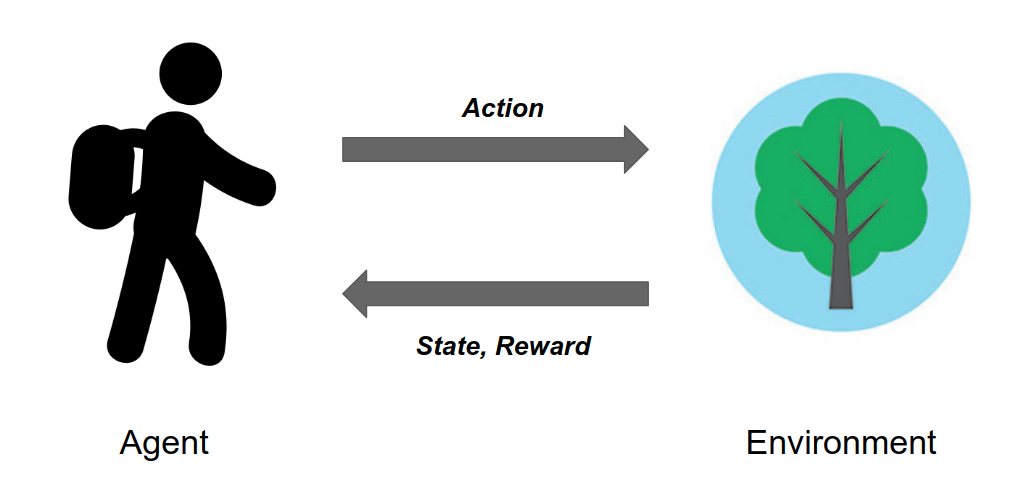 Action
State, Reward
Agent
Environment